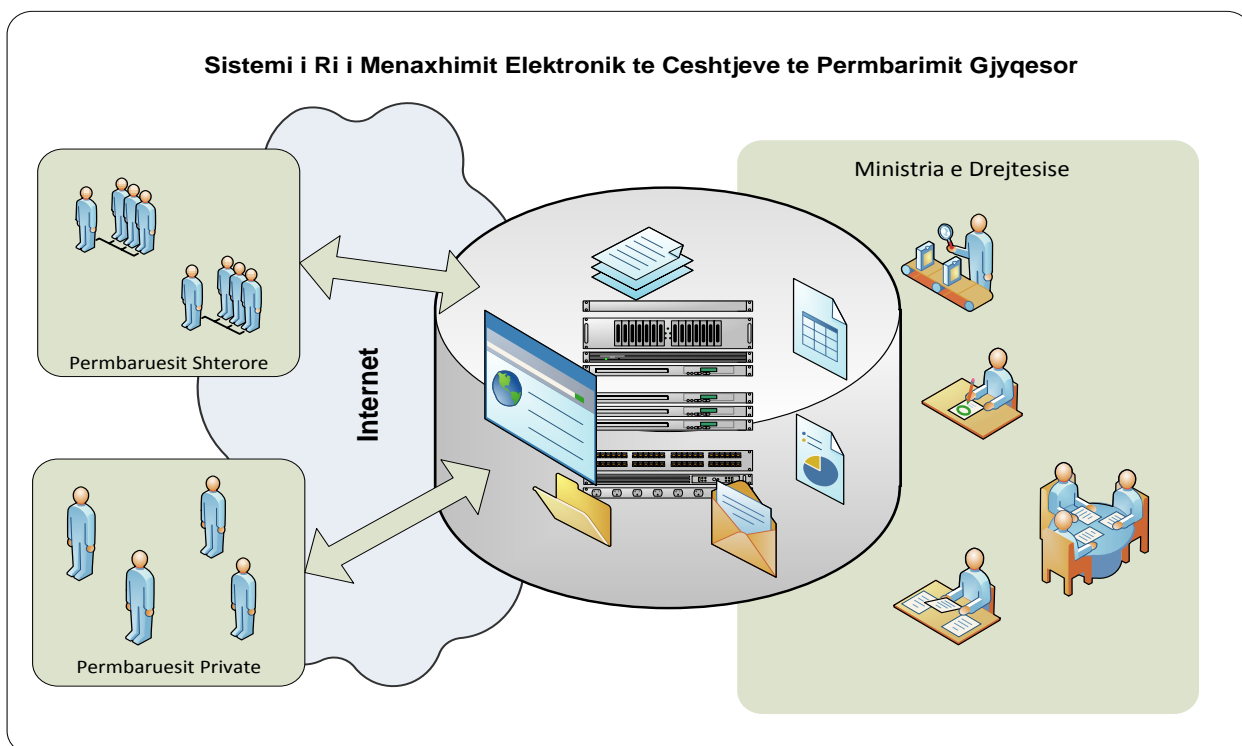 Sistemi i Ri i Menaxhimit Elektronik te Ceshtjeve te Permbarimit Gjyqesor
Permbaruesit Shterore
Internet
Ministria e Drejtesise
Permbaruesit Private